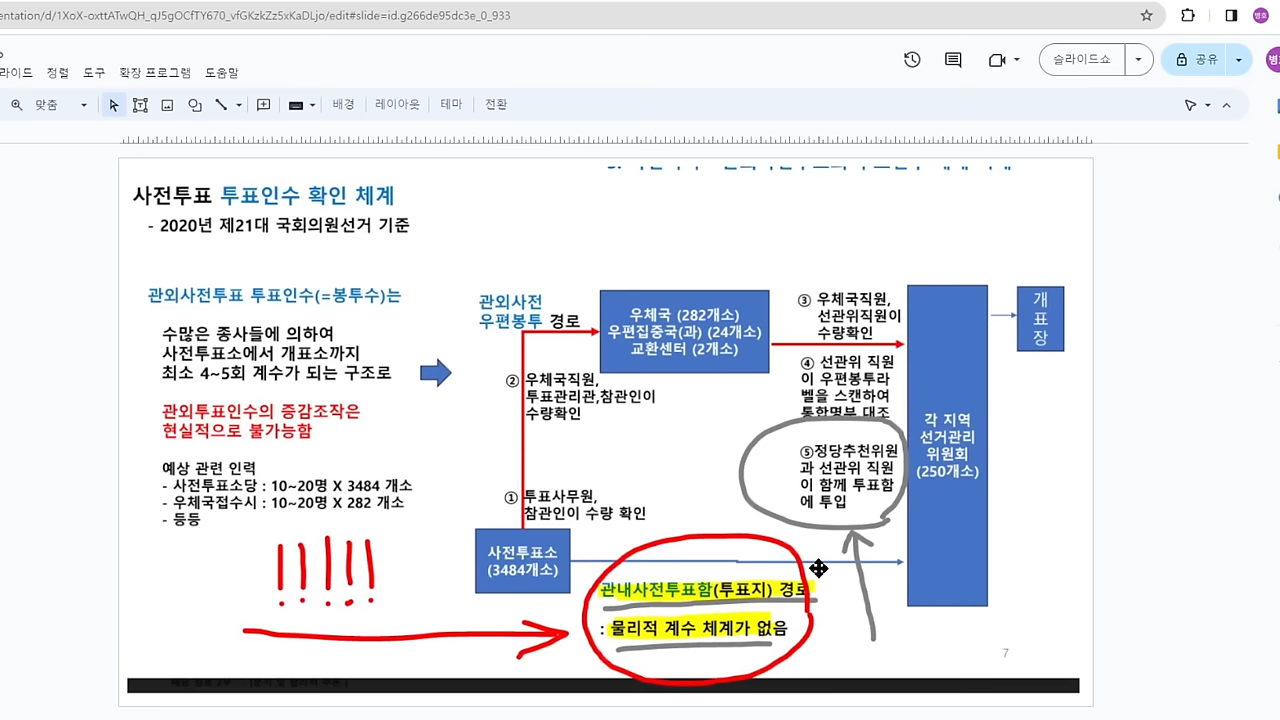 entation/d/1XoX-oxttATwQH_qJ5gOCfTY670_vfGKzkZz5xKaDLjo/edit#slide=id.g266de95dc3e_0_933
라이드 정렬 도구 확장 프로그램 도움말
슬라이드쇼
공유
맞춤
배경 레이아웃 테마 전환
사전투표 투표인수 확인 체계
- 2020년 제21대 국회의원선거 기준
관외사전투표 투표인수(=봉투수)는
수많은 종사들에 의하여
사전투표소에서 개표소까지
최소 4~5회 계수가 되는 구조로
관외투표인수의 증감조작은
현실적으로 불가능함
예상 관련 인력
- 사전투표소당 : 10~20명 X 3484 개소
- 우체국접수시 : 10~20명 X 282 개소
- 등등
!!!!!
관외사전
우편봉투 경로
우체국 (282개소)
우편집중국(과) (24개소)
교환센터 (2개소)
② 우체국직원,
투표관리관,참관인이
수량확인
① 투표사무원,
참관인이 수량 확인
사전투표소
(3484개소)
③ 우체국직원,
선관위직원이
수량확인
④ 선관위 직원
이 우편봉투라
벨을 스캔하여
통합명부 대조
⑤정당추천위원
과 선관위 직원
이 함께 투표함
에 투입
각 지역
선거관리
위원회
(250개소)
개
표
장
관내사전투표함(투표지) 경로
: 물리적 계수 체계가 없음
7